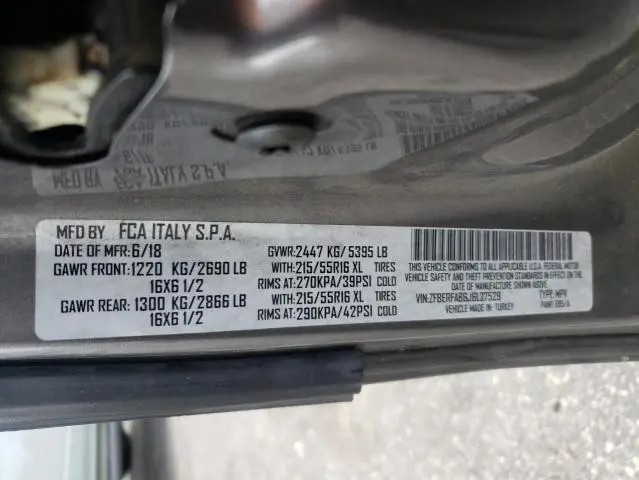 MFD BY FCA ITALY S.P.A.
DATE OF MFR:6/18 GVWR:2447 KG/5395 LB
GAWR FRONT:1220 KG/2690 LB WITH:215/55R16 XL TIRES
16X6 1/2 RIMS AT:270KPA/39PSI COLD
GAWR REAR:1300 KG/2866 LB WITH:215/55R16 XL TIRES
16X6 1/2 RIMS AT:290KPA/42PSI COLD
THIS VEHICLE CONFORMS TO ALL APPLICABLE U.S.A. FEDERAL MOTOR
VEHICLE SAFETY, BUMPER AND THEFT PREVENTION STANDARDS
IN EFFECT ON THE DATE OF MANUFACTURE SHOWN ABOVE
VIN:ZFBERFAB6J6L37529 TYPE:MPV
VEHICLE MADE IN: TURKEY PAINT: